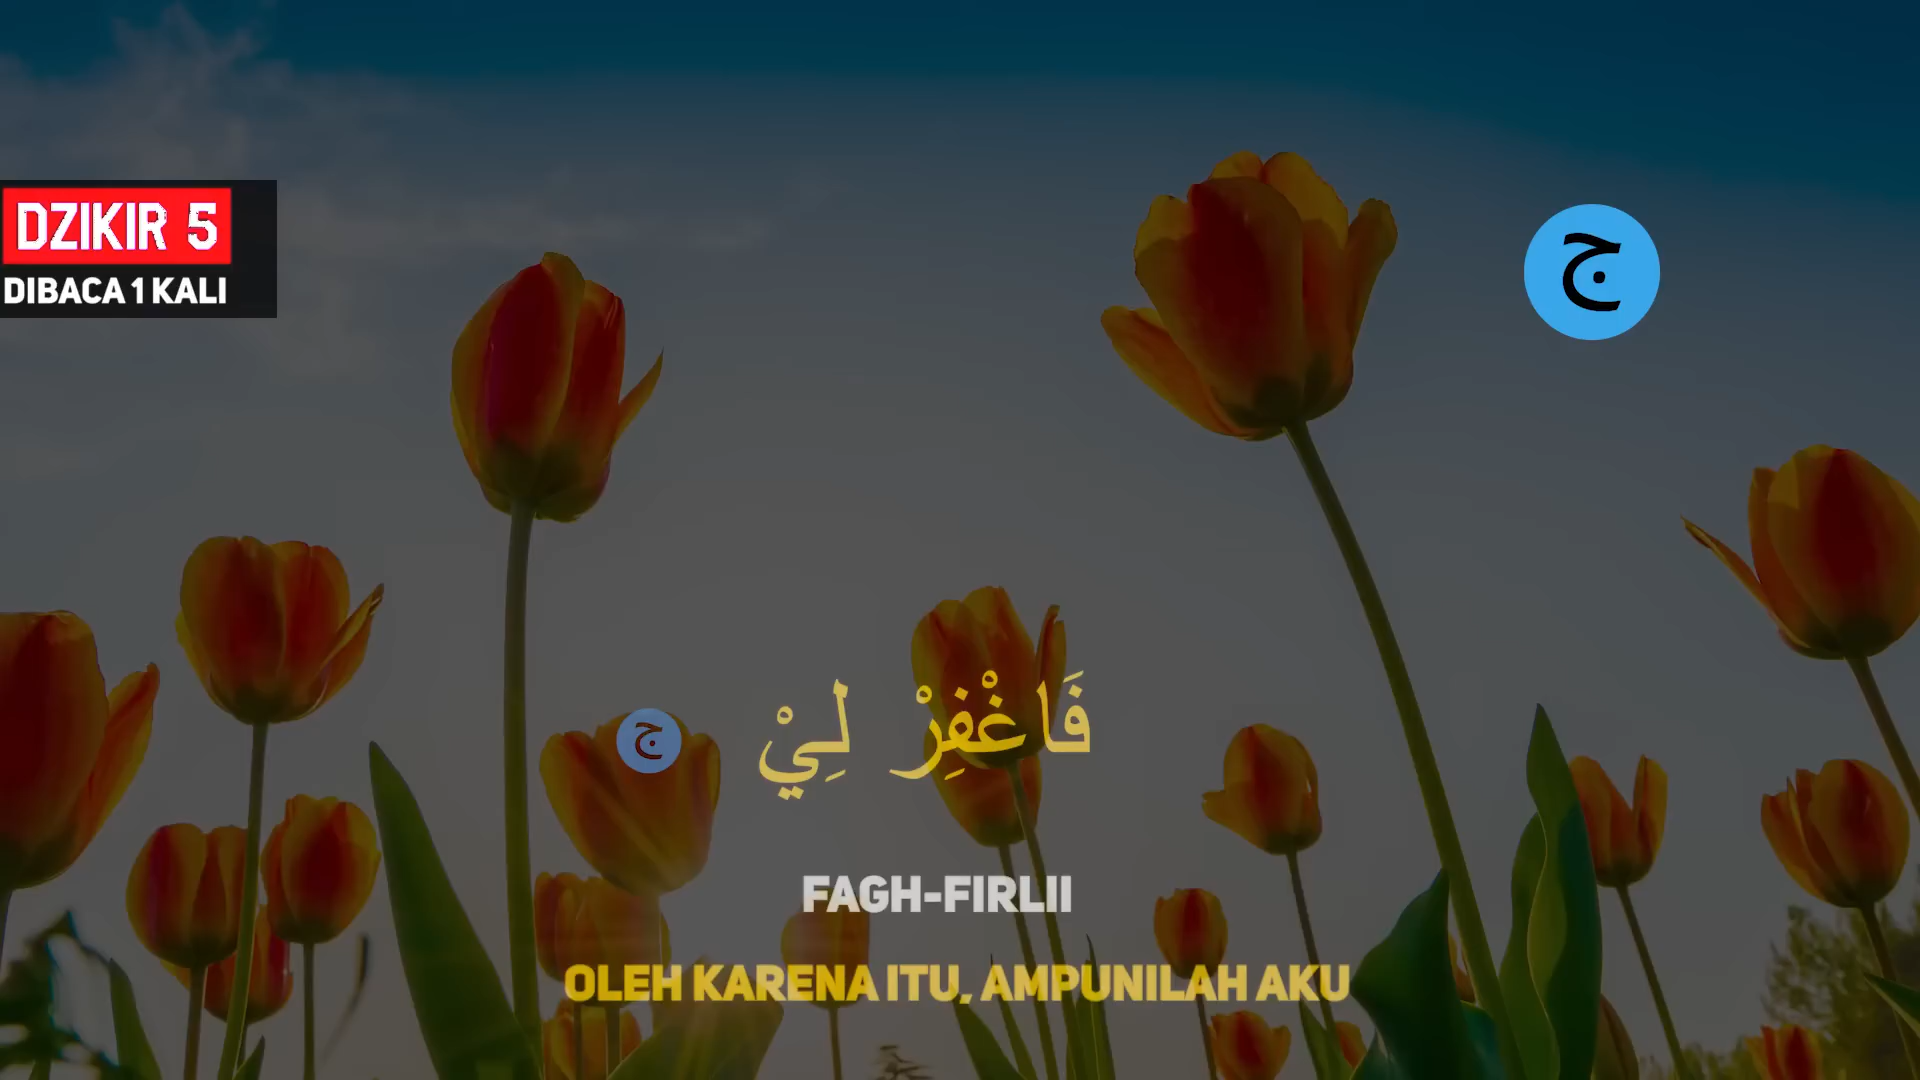 DZIKIR 5
DIBACA 1 KALI
ج
فَاغْفِرْ لِيْ ج
FAGH-FIRLII
OLEH KARENA ITU, AMPUNILAH AKU